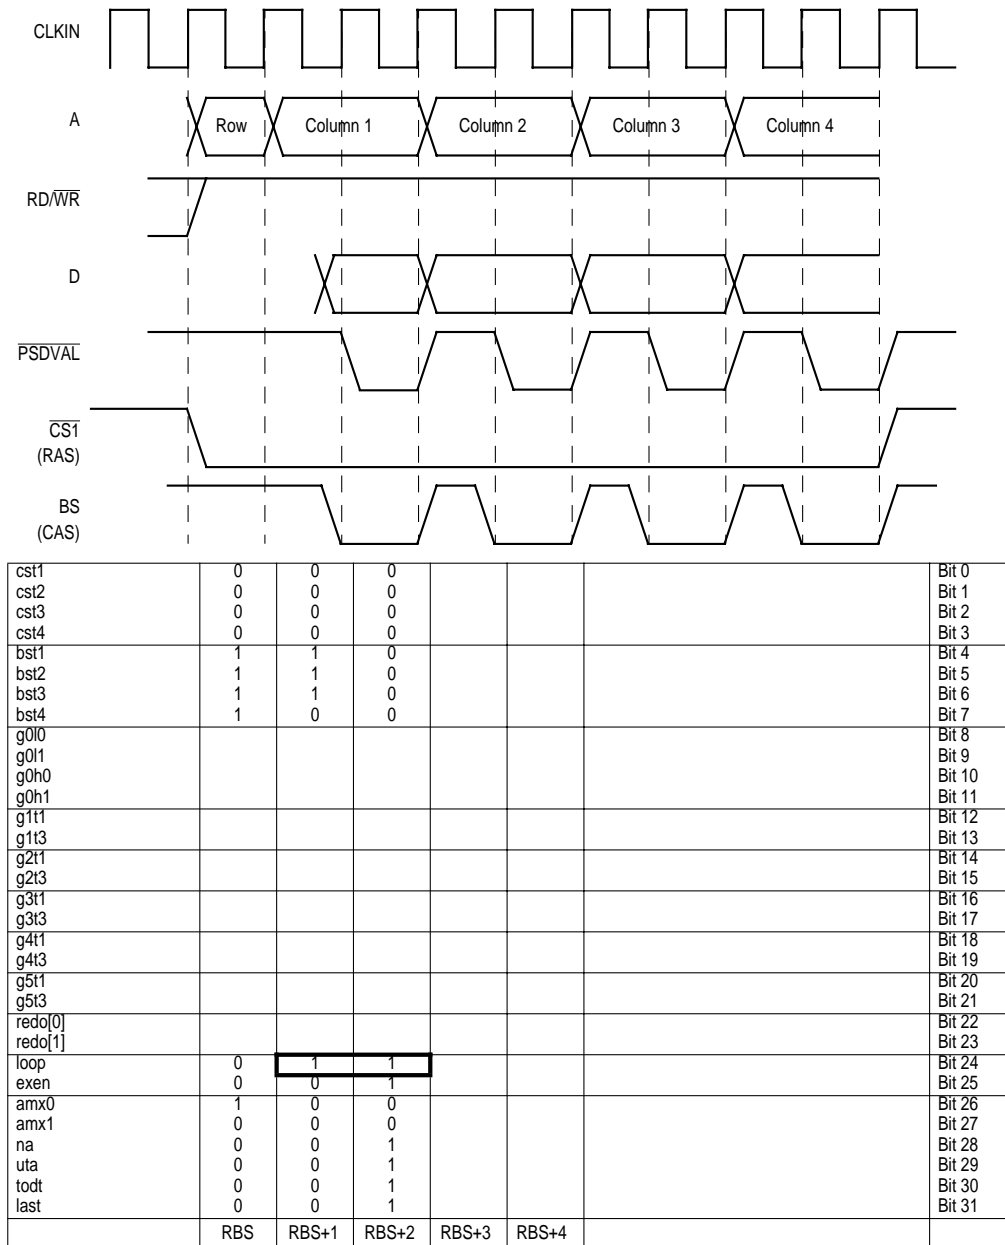 CLKIN
A
Row Column 1 Column 2 Column 3 Column 4
RD/WR
D
PSDVAL
CS1
(RAS)
BS
(CAS)
cst1 0 0 0 Bit 0
cst2 0 0 0 Bit 1
cst3 0 0 0 Bit 2
cst4 0 0 0 Bit 3
bst1 1 1 0 Bit 4
bst2 1 1 0 Bit 5
bst3 1 1 0 Bit 6
bst4 1 0 0 Bit 7
g0l0 Bit 8
g0l1 Bit 9
g0h0 Bit 10
g0h1 Bit 11
g1t1 Bit 12
g1t3 Bit 13
g2t1 Bit 14
g2t3 Bit 15
g3t1 Bit 16
g3t3 Bit 17
g4t1 Bit 18
g4t3 Bit 19
g5t1 Bit 20
g5t3 Bit 21
redo[0] Bit 22
redo[1] Bit 23
loop 0 1 1 Bit 24
exen 0 0 1 Bit 25
amx0 1 0 0 Bit 26
amx1 0 0 0 Bit 27
na 0 0 1 Bit 28
uta 0 0 1 Bit 29
todt 0 0 1 Bit 30
last 0 0 1 Bit 31
RBS RBS+1 RBS+2 RBS+3 RBS+4